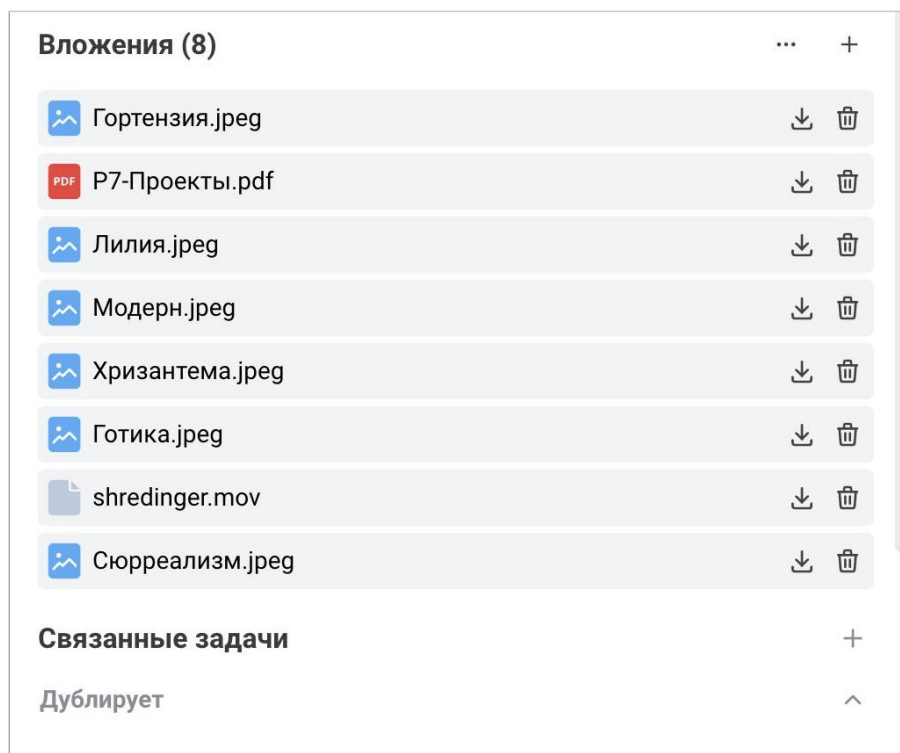 Вложения (8)
Гортензия.jpeg
PDF Р7-Проекты.pdf
Лилия.jpeg
Модерн.jpeg
Хризантема.jpeg
Готика.jpeg
shredinger.mov
Сюрреализм.jpeg
Связанные задачи
Дублирует